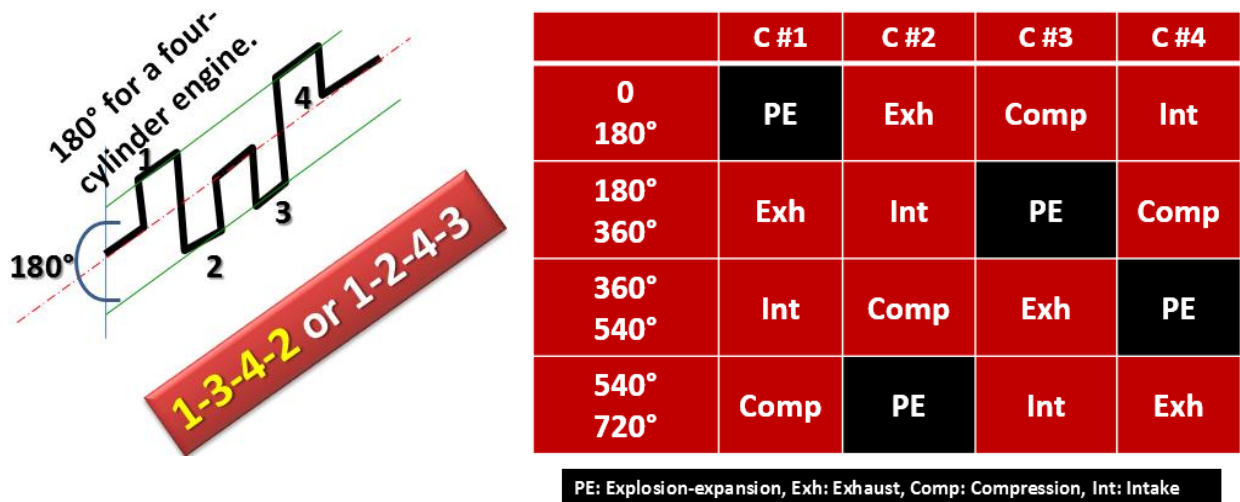 180° for a four-
cylinder engine.
1
4
3
2
180°
1-3-4-2 or 1-2-4-3
C #1 C #2 C #3 C #4
0
180°
PE Exh Comp Int
180°
360°
Exh Int PE Comp
360°
540°
Int Comp Exh PE
540°
720°
Comp PE Int Exh
PE: Explosion-expansion, Exh: Exhaust, Comp: Compression, Int: Intake